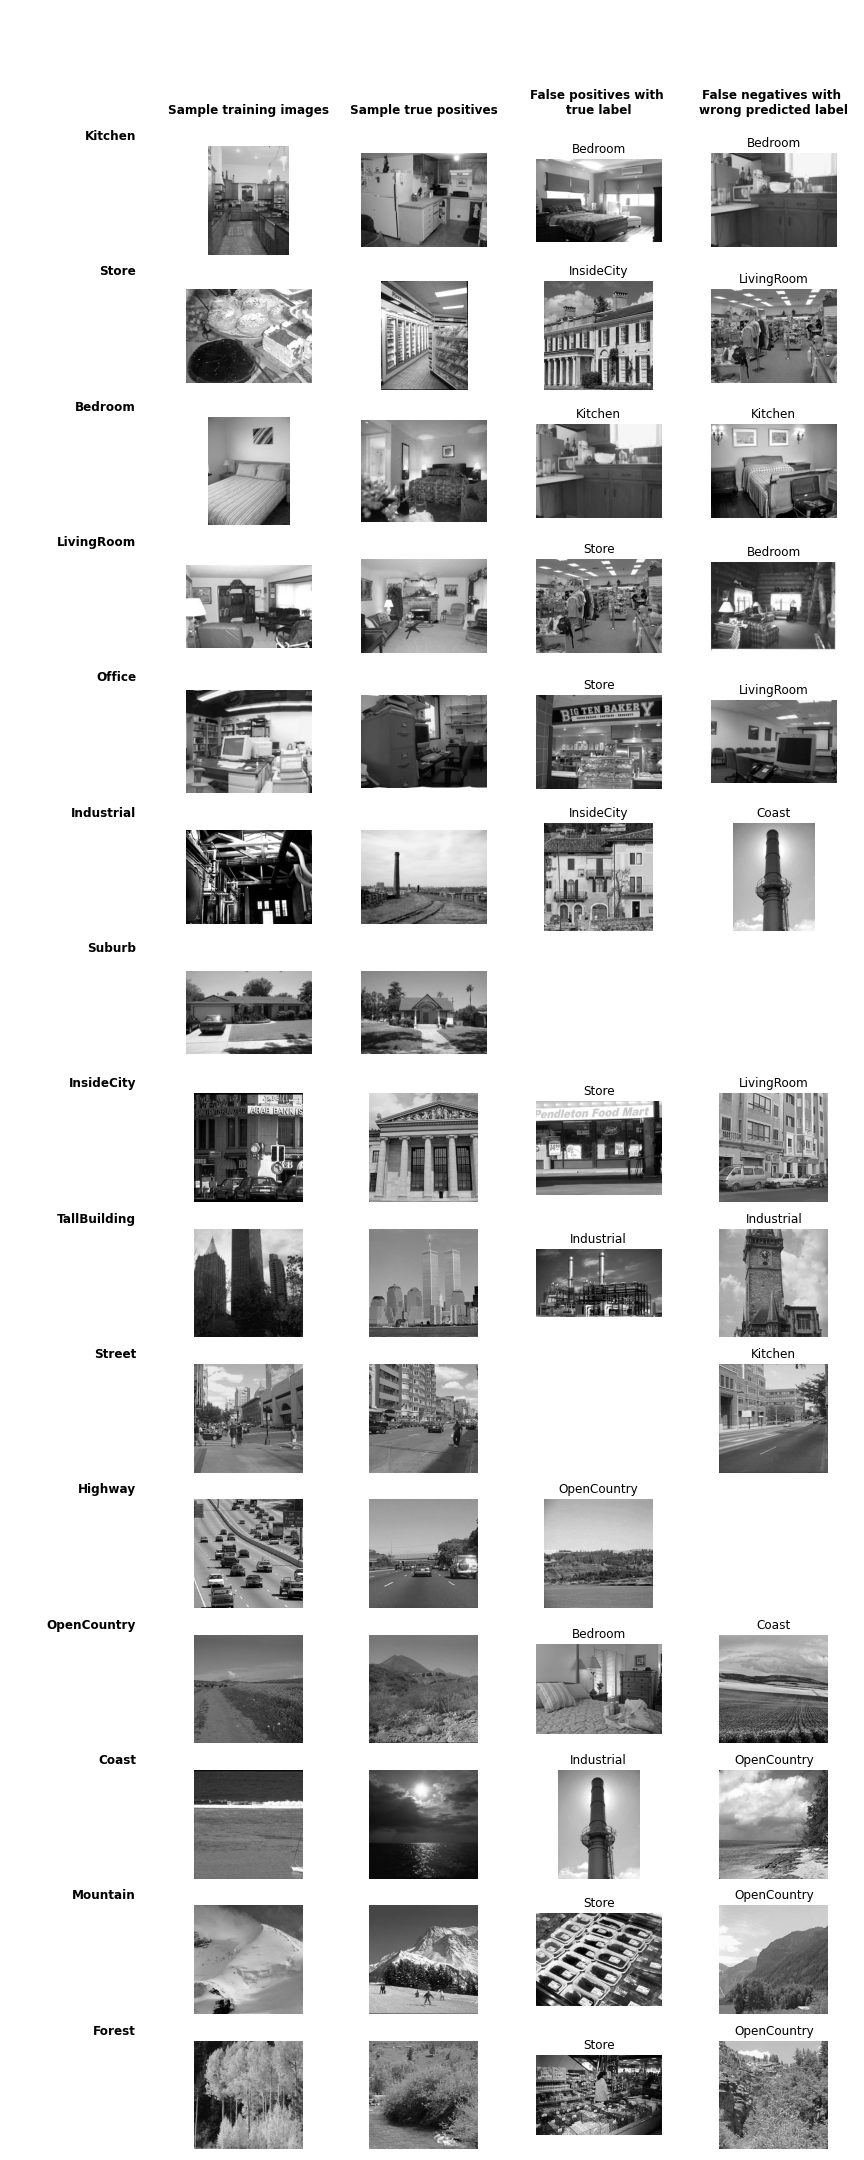 Sample training images
Sample true positives
False positives with
true label
False negatives with
wrong predicted label
Kitchen
Bedroom
Bedroom
Store
InsideCity
LivingRoom
Bedroom
Kitchen
Kitchen
LivingRoom
Store
Bedroom
Office
Store
LivingRoom
BIG TEN BAKERY
Industrial
InsideCity
Coast
Suburb
InsideCity
Store
LivingRoom
Pendleton Food Mart
TallBuilding
Industrial
Industrial
Street
Kitchen
Highway
OpenCountry
OpenCountry
Bedroom
Coast
Coast
Industrial
OpenCountry
Mountain
Store
OpenCountry
Forest
Store
OpenCountry